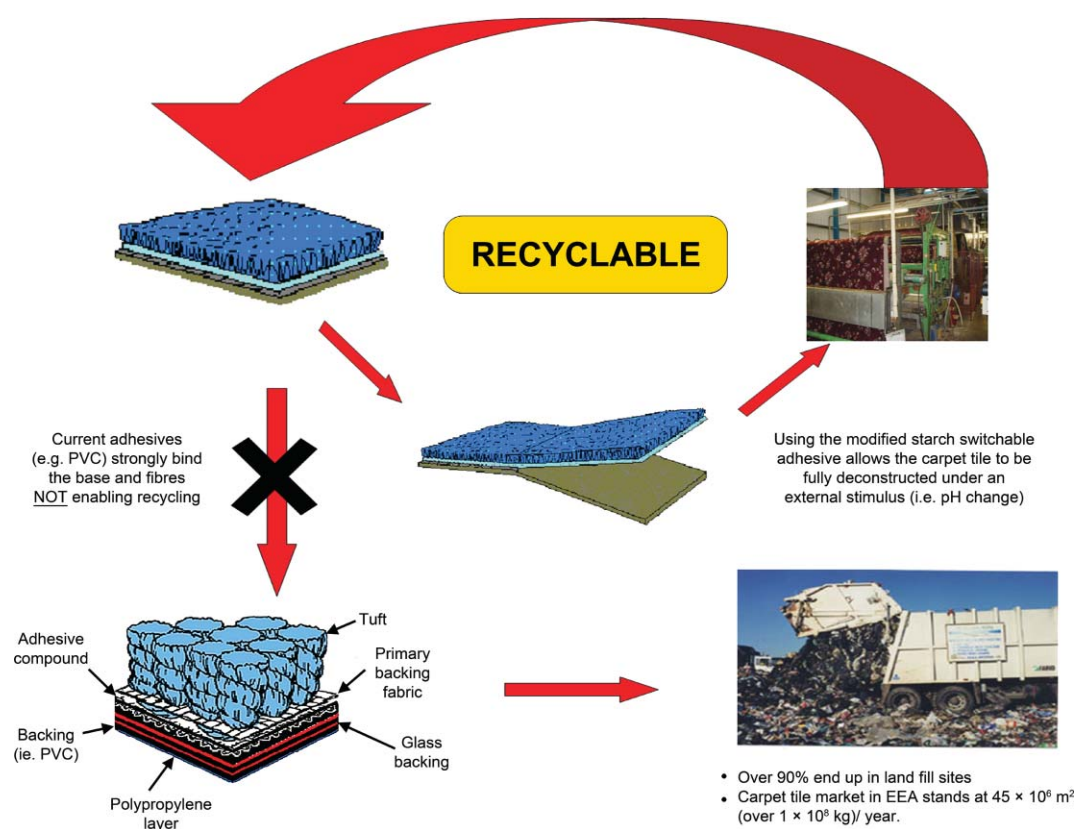 RECYCLABLE
Current adhesives
(e.g. PVC) strongly bind
the base and fibres
NOT enabling recycling
Using the modified starch switchable
adhesive allows the carpet tile to be
fully deconstructed under an
external stimulus (i.e. pH change)
Adhesive
compound
Backing
(ie. PVC)
Polypropylene
layer
Tuft
Primary
backing
fabric
Glass
backing
• Over 90% end up in land fill sites
• Carpet tile market in EEA stands at 45 × 10⁶ m²
(over 1 × 10⁸ kg)/ year.